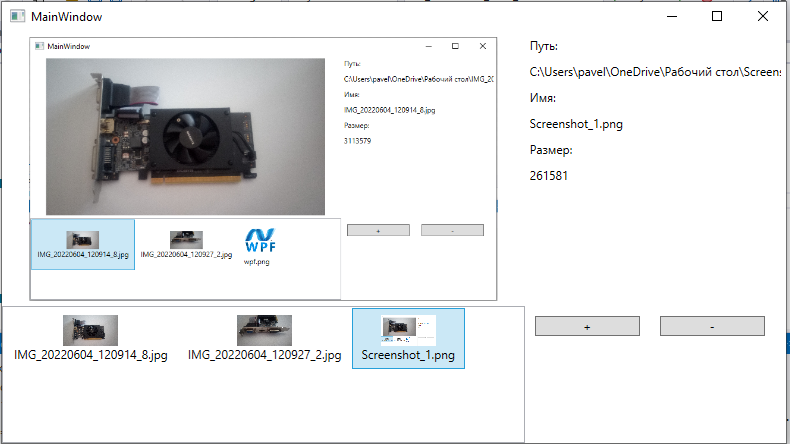 MainWindow
MainWindow
Путь:
C:\Users\pavel\OneDrive\Рабочий стол\IMG_20
Имя:
IMG_20220604_120914_8.jpg
Размер:
3113579
IMG_20220604_120914_8.jpg
IMG_20220604_120927_2.jpg
WPF
wpf.png
+
-
Путь:
C:\Users\pavel\OneDrive\Рабочий стол\Screens
Имя:
Screenshot_1.png
Размер:
261581
IMG_20220604_120914_8.jpg
IMG_20220604_120927_2.jpg
Screenshot_1.png
+
-